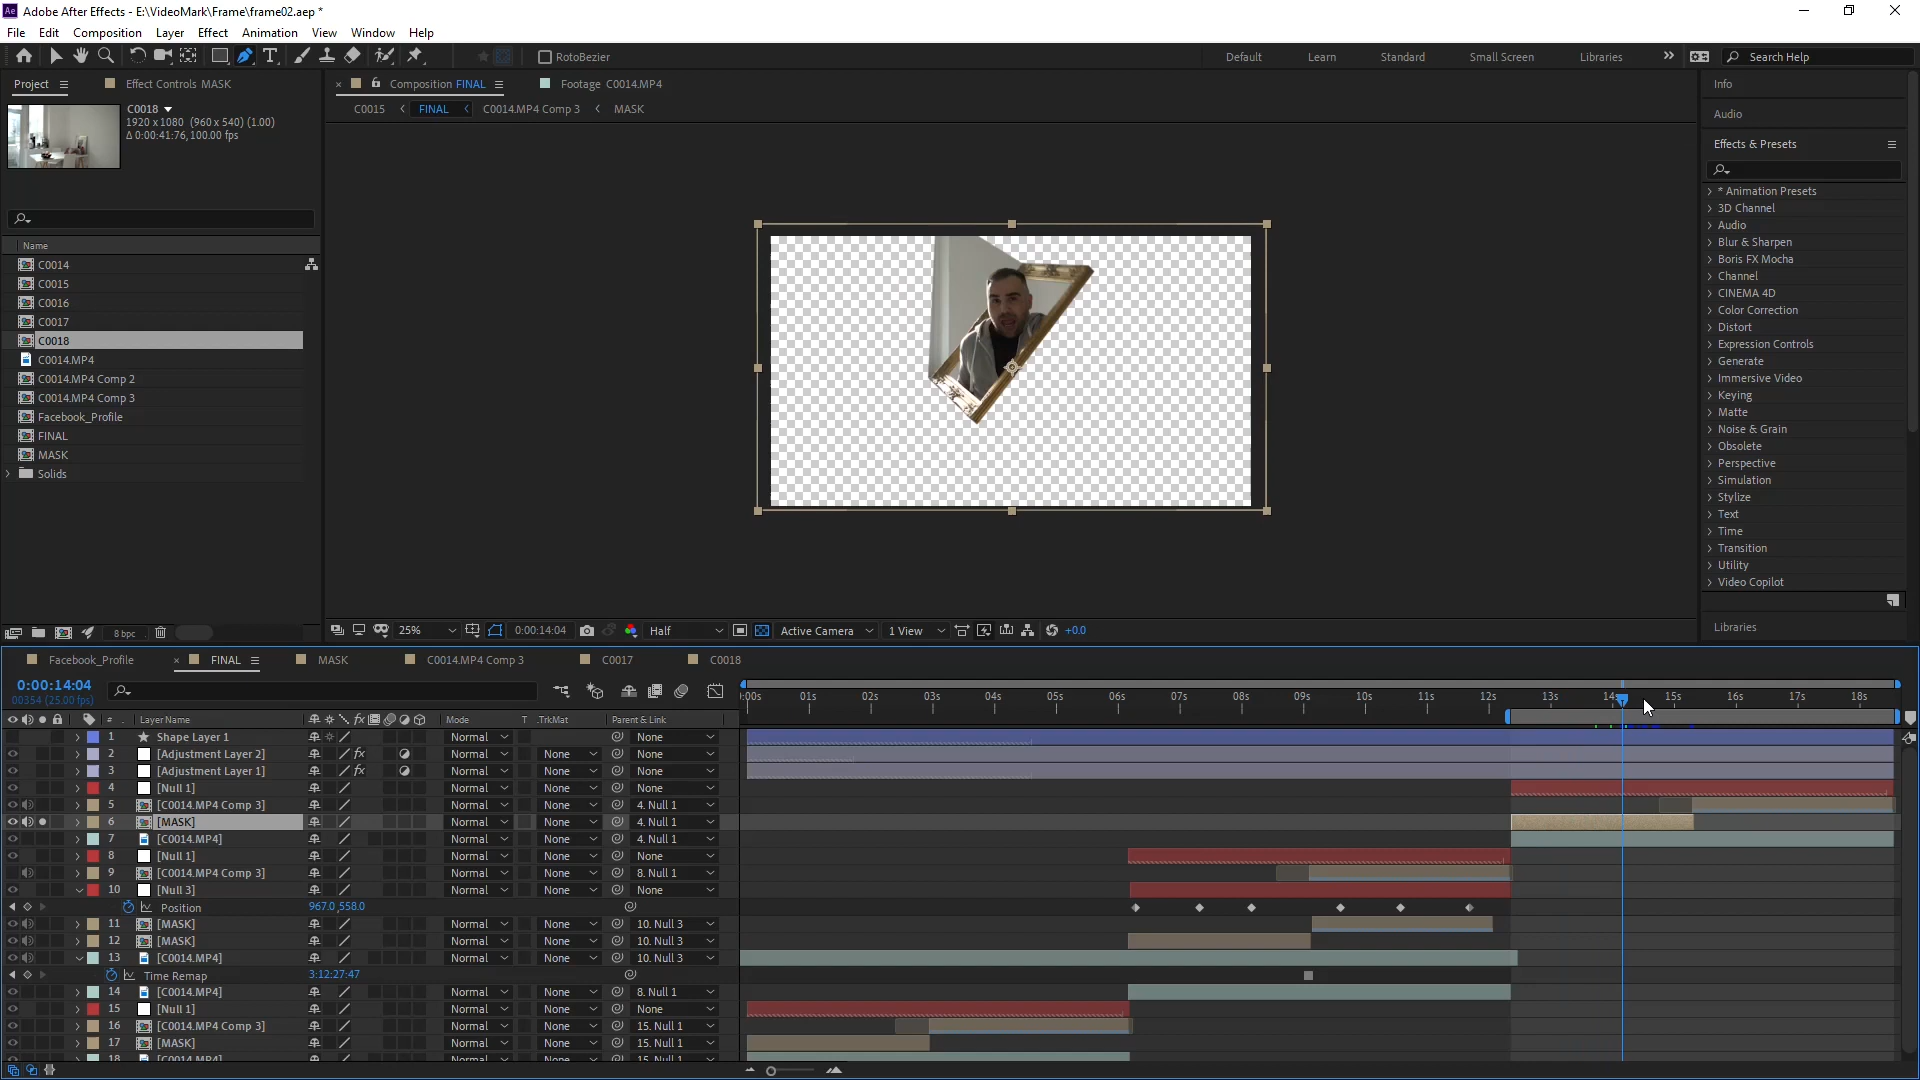 Ae Adobe After Effects - E:\VideoMark\Frame\frame02.aep *
File Edit Composition Layer Effect Animation View Window Help
RotoBezier Default Learn Standard Small Screen Libraries Search Help
Project Effect Controls MASK Composition FINAL Footage C0014.MP4 Info
C0018
1920 x 1080 (960 x 540) (1.00)
Δ 0:00:41:76, 100.00 fps
C0015 FINAL C0014.MP4 Comp 3 MASK
Audio
Effects & Presets
Name
C0014
C0015
C0016
C0017
C0018
C0014.MP4
C0014.MP4 Comp 2
C0014.MP4 Comp 3
Facebook_Profile
FINAL
MASK
Solids
* Animation Presets
3D Channel
Audio
Blur & Sharpen
Boris FX Mocha
Channel
CINEMA 4D
Color Correction
Distort
Expression Controls
Generate
Immersive Video
Keying
Matte
Noise & Grain
Obsolete
Perspective
Simulation
Stylize
Text
Time
Transition
Utility
Video Copilot
Libraries
8 bpc 25% 0:00:14:04 Half Active Camera 1 View +0.0
Facebook_Profile FINAL MASK C0014.MP4 Comp 3 C0017 C0018
0:00:14:04
00354 (25.00 fps)
:00s 01s 02s 03s 04s 05s 06s 07s 08s 09s 10s 11s 12s 13s 14s 15s 16s 17s 18s
# Layer Name Mode T .TrkMat Parent & Link
1 Shape Layer 1 Normal None
2 [Adjustment Layer 2] Normal None None
3 [Adjustment Layer 1] Normal None None
4 [Null 1] Normal None None
5 [C0014.MP4 Comp 3] Normal None 4. Null 1
6 [MASK] Normal None 4. Null 1
7 [C0014.MP4] Normal None 4. Null 1
8 [Null 1] Normal None None
9 [C0014.MP4 Comp 3] Normal None 8. Null 1
10 [Null 3] Normal None None
Position 967.0,558.0
11 [MASK] Normal None 10. Null 3
12 [MASK] Normal None 10. Null 3
13 [C0014.MP4] Normal None 10. Null 3
Time Remap 3:12:27:47
14 [C0014.MP4] Normal None 8. Null 1
15 [Null 1] Normal None None
16 [C0014.MP4 Comp 3] Normal None 15. Null 1
17 [MASK] Normal None 15. Null 1
18 [C0014.MP4] Normal None 15. Null 1